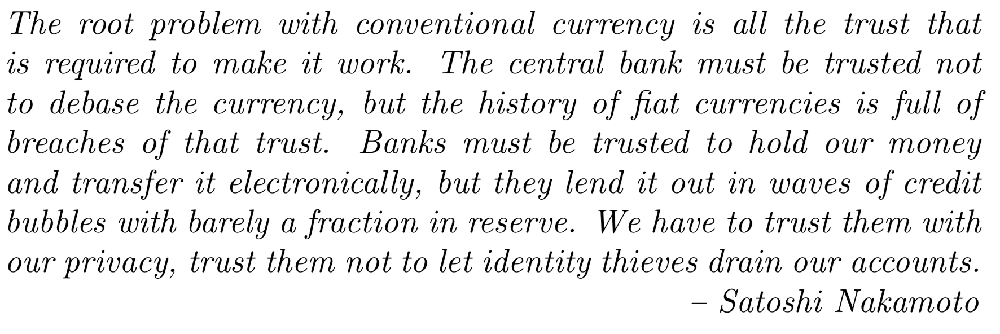 The root problem with conventional currency is all the trust that
is required to make it work. The central bank must be trusted not
to debase the currency, but the history of fiat currencies is full of
breaches of that trust. Banks must be trusted to hold our money
and transfer it electronically, but they lend it out in waves of credit
bubbles with barely a fraction in reserve. We have to trust them with
our privacy, trust them not to let identity thieves drain our accounts.
– Satoshi Nakamoto